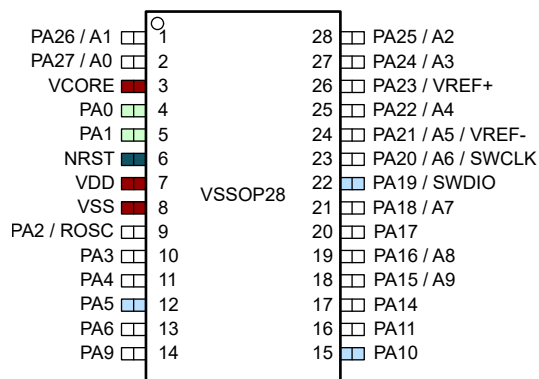 PA26 / A1 1 28 PA25 / A2
PA27 / A0 2 27 PA24 / A3
VCORE 3 26 PA23 / VREF+
PA0 4 25 PA22 / A4
PA1 5 24 PA21 / A5 / VREF-
NRST 6 23 PA20 / A6 / SWCLK
VDD 7 22 PA19 / SWDIO
VSSOP28
VSS 8 21 PA18 / A7
PA2 / ROSC 9 20 PA17
PA3 10 19 PA16 / A8
PA4 11 18 PA15 / A9
PA5 12 17 PA14
PA6 13 16 PA11
PA9 14 15 PA10